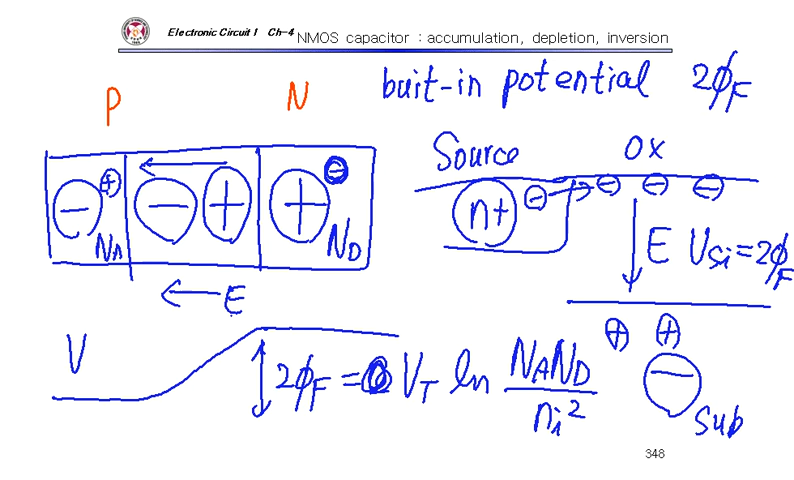 Electronic Circuit 1 Ch-4 NMOS capacitor : accumulation, depletion, inversion
built-in potential 2ϕF
P N
Source OX
− + NA − + + − ND
n+ − − − −
E VSi = 2ϕF
← E
V
2ϕF = VT ln NAND / ni²
+ +
− Sub
348